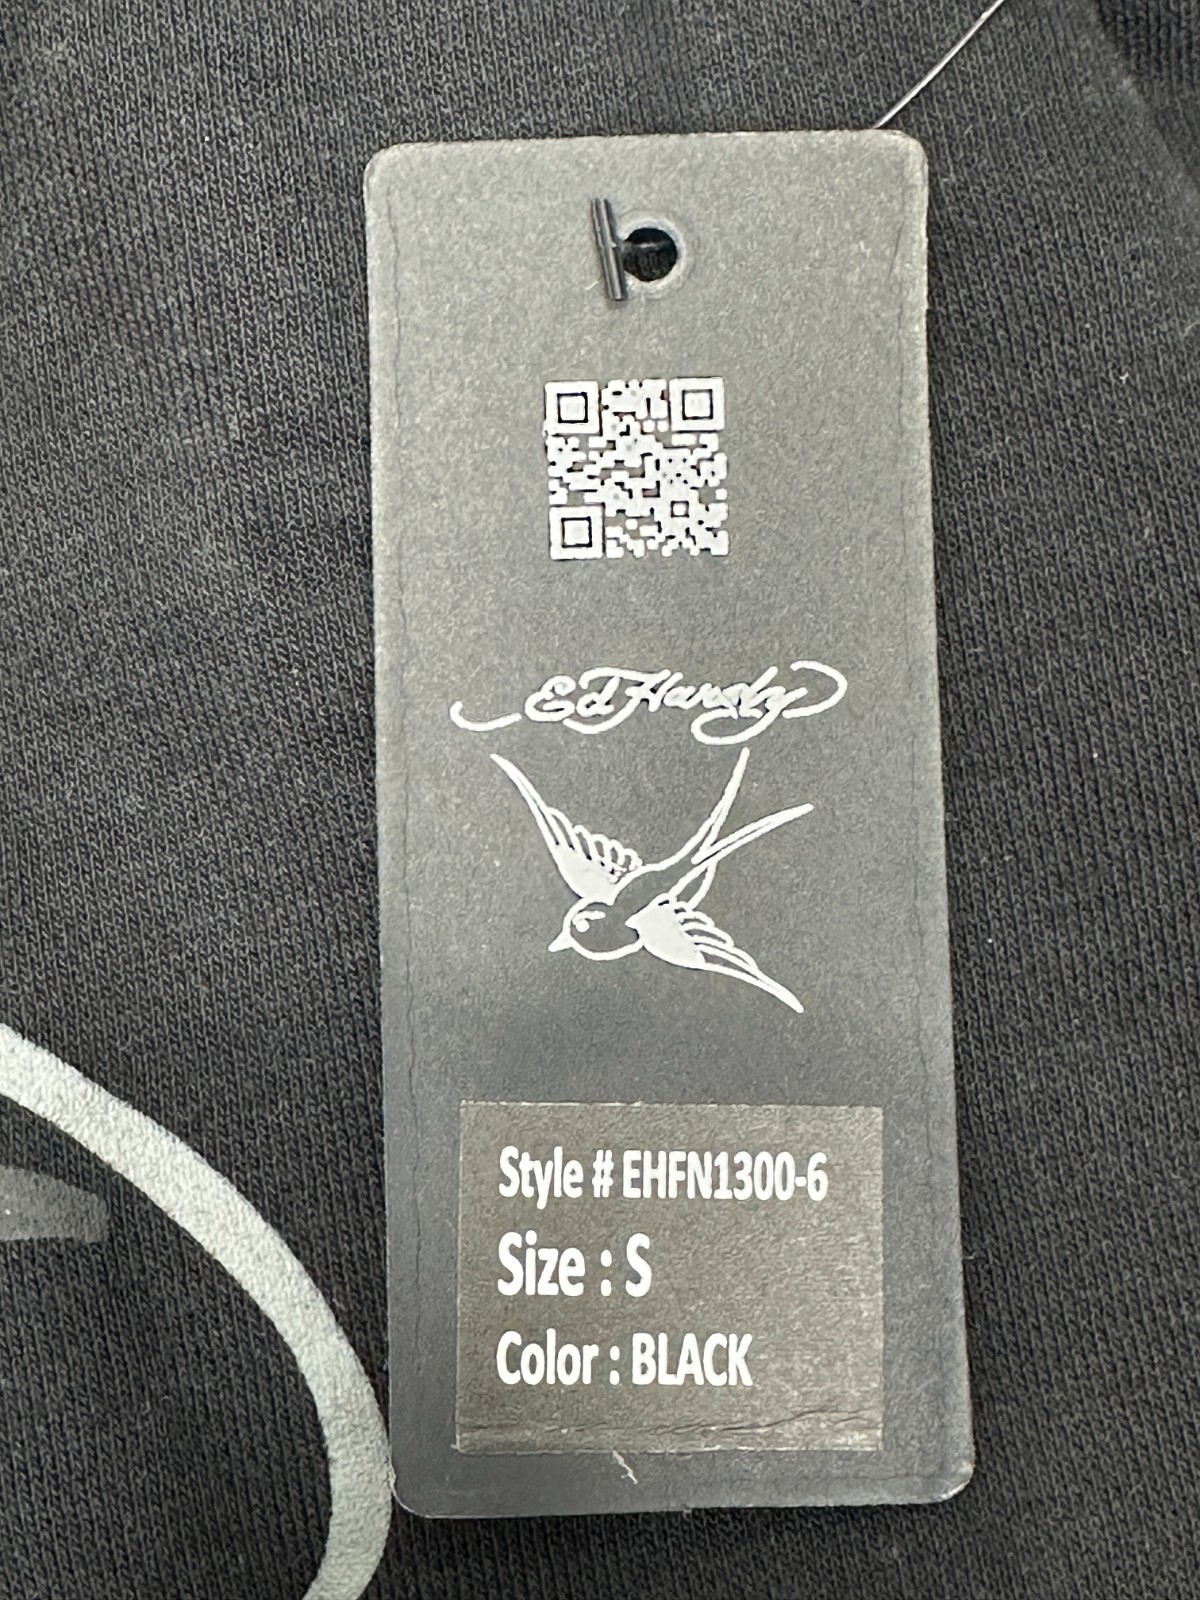 Ed Hardy
Style # EHFN1300-6
Size : S
Color : BLACK